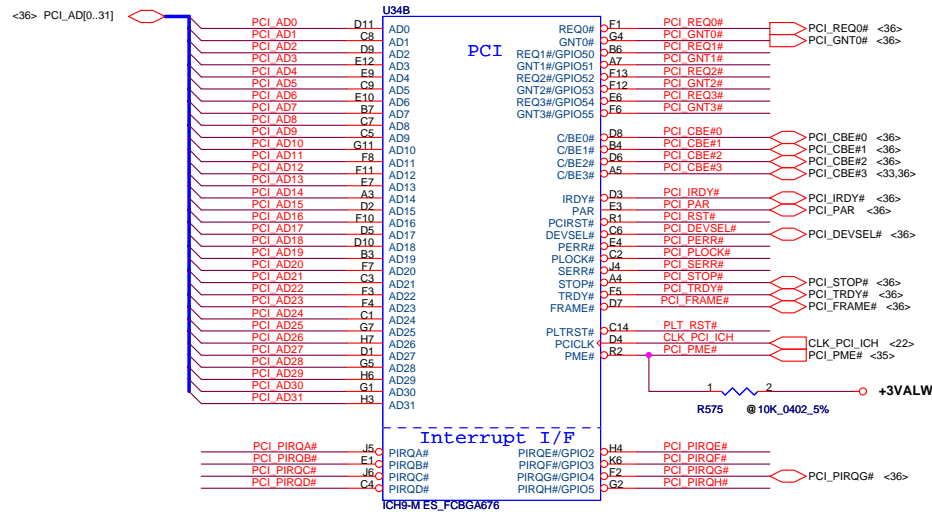 <36> PCI_AD[0..31]
U34B
PCI
PCI_AD0 D11 AD0
PCI_AD1 C8 AD1
PCI_AD2 D9 AD2
PCI_AD3 E12 AD3
PCI_AD4 E9 AD4
PCI_AD5 C9 AD5
PCI_AD6 E10 AD6
PCI_AD7 B7 AD7
PCI_AD8 C7 AD8
PCI_AD9 C5 AD9
PCI_AD10 G11 AD10
PCI_AD11 F8 AD11
PCI_AD12 F11 AD12
PCI_AD13 E7 AD13
PCI_AD14 A3 AD14
PCI_AD15 D2 AD15
PCI_AD16 F10 AD16
PCI_AD17 D5 AD17
PCI_AD18 D10 AD18
PCI_AD19 B3 AD19
PCI_AD20 F7 AD20
PCI_AD21 C3 AD21
PCI_AD22 F3 AD22
PCI_AD23 F4 AD23
PCI_AD24 C1 AD24
PCI_AD25 G7 AD25
PCI_AD26 H7 AD26
PCI_AD27 D1 AD27
PCI_AD28 G5 AD28
PCI_AD29 H6 AD29
PCI_AD30 G1 AD30
PCI_AD31 H3 AD31
REQ0# F1 PCI_REQ0# PCI_REQ0# <36>
GNT0# G4 PCI_GNT0# PCI_GNT0# <36>
REQ1#/GPIO50 B6 PCI_REQ1#
GNT1#/GPIO51 A7 PCI_GNT1#
REQ2#/GPIO52 F13 PCI_REQ2#
GNT2#/GPIO53 F12 PCI_GNT2#
REQ3#/GPIO54 E6 PCI_REQ3#
GNT3#/GPIO55 F6 PCI_GNT3#
C/BE0# D8 PCI_CBE#0 PCI_CBE#0 <36>
C/BE1# B4 PCI_CBE#1 PCI_CBE#1 <36>
C/BE2# D6 PCI_CBE#2 PCI_CBE#2 <36>
C/BE3# A5 PCI_CBE#3 PCI_CBE#3 <33,36>
IRDY# D3 PCI_IRDY# PCI_IRDY# <36>
PAR E3 PCI_PAR PCI_PAR <36>
PCIRST# R1 PCI_RST#
DEVSEL# C6 PCI_DEVSEL# PCI_DEVSEL# <36>
PERR# E4 PCI_PERR#
PLOCK# C2 PCI_PLOCK#
SERR# J4 PCI_SERR#
STOP# A4 PCI_STOP# PCI_STOP# <36>
TRDY# F5 PCI_TRDY# PCI_TRDY# <36>
FRAME# D7 PCI_FRAME# PCI_FRAME# <36>
PLTRST# C14 PLT_RST#
PCICLK D4 CLK_PCI_ICH CLK_PCI_ICH <22>
PME# R2 PCI_PME# PCI_PME# <35>
1 2 +3VALW
R575 @10K_0402_5%
Interrupt I/F
PCI_PIRQA# J5 PIRQA# PIRQE#/GPIO2 H4 PCI_PIRQE#
PCI_PIRQB# E1 PIRQB# PIRQF#/GPIO3 K6 PCI_PIRQF#
PCI_PIRQC# J6 PIRQC# PIRQG#/GPIO4 F2 PCI_PIRQG# PCI_PIRQG# <36>
PCI_PIRQD# C4 PIRQD# PIRQH#/GPIO5 G2 PCI_PIRQH#
ICH9-M ES_FCBGA676